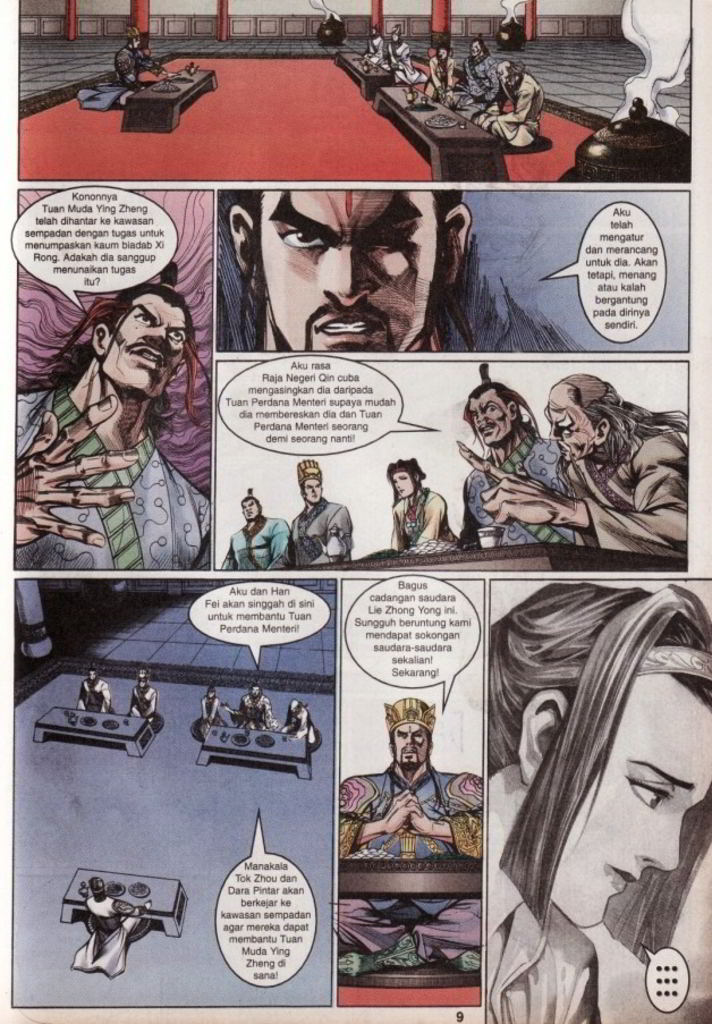 Kononnya
Tuan Muda Ying Zheng
telah dihantar ke kawasan
sempadan dengan tugas untuk
menumpaskan kaum biadab Xi
Rong. Adakah dia sanggup
menunaikan tugas
itu?
Aku
telah
mengatur
dan merancang
untuk dia. Akan
tetapi, menang
atau kalah
bergantung
pada dirinya
sendiri.
Aku rasa
Raja Negeri Qin cuba
mengasingkan dia daripada
Tuan Perdana Menteri supaya mudah
dia membereskan dia dan Tuan
Perdana Menteri seorang
demi seorang nanti!
Aku dan Han
Fei akan singgah di sini
untuk membantu Tuan
Perdana Menteri!
Manakala
Tok Zhou dan
Dara Pintar akan
berkejar ke
kawasan sempadan
agar mereka dapat
membantu Tuan
Muda Ying
Zheng di
sana!
Bagus
cadangan saudara
Lie Zhong Yong ini.
Sungguh beruntung kami
mendapat sokongan
saudara-saudara
sekalian!
Sekarang!
...
...
...
9